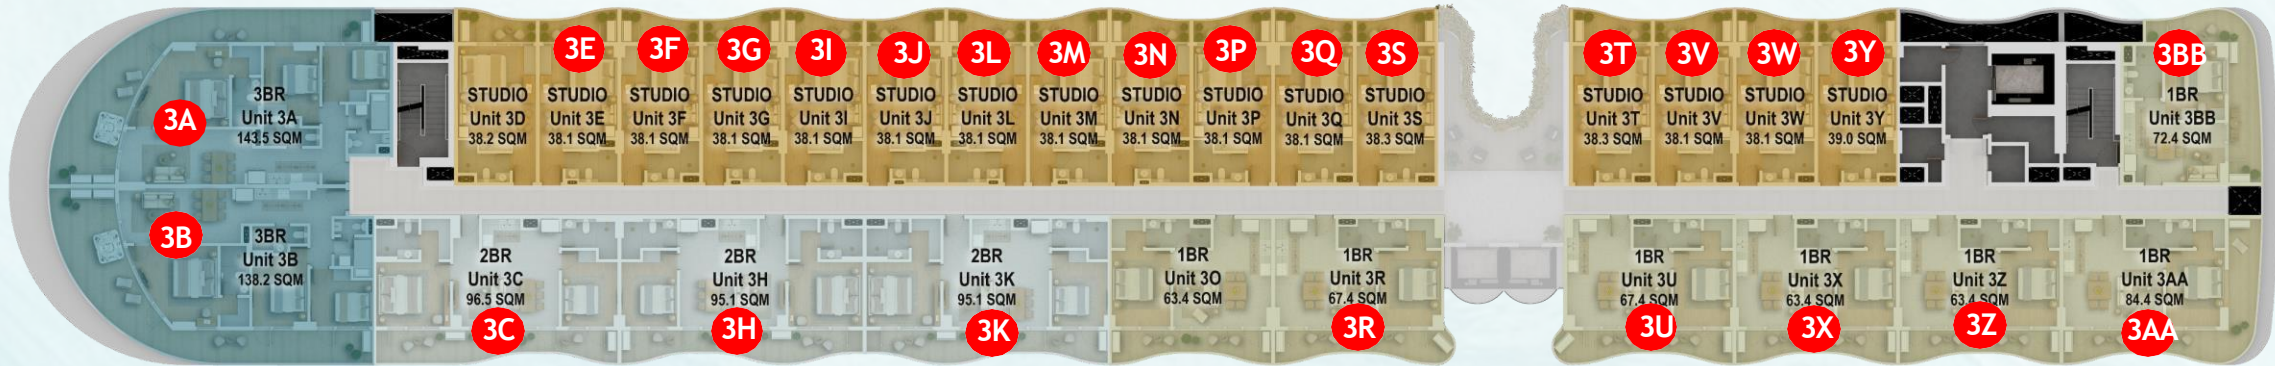 3A
3BR
Unit 3A
143.5 SQM
3B
3BR
Unit 3B
138.2 SQM
STUDIO
Unit 3D
38.2 SQM
3E
STUDIO
Unit 3E
38.1 SQM
3F
STUDIO
Unit 3F
38.1 SQM
3G
STUDIO
Unit 3G
38.1 SQM
3I
STUDIO
Unit 3I
38.1 SQM
3J
STUDIO
Unit 3J
38.1 SQM
3L
STUDIO
Unit 3L
38.1 SQM
3M
STUDIO
Unit 3M
38.1 SQM
3N
STUDIO
Unit 3N
38.1 SQM
3P
STUDIO
Unit 3P
38.1 SQM
3Q
STUDIO
Unit 3Q
38.1 SQM
3S
STUDIO
Unit 3S
38.3 SQM
3T
STUDIO
Unit 3T
38.3 SQM
3V
STUDIO
Unit 3V
38.1 SQM
3W
STUDIO
Unit 3W
38.1 SQM
3Y
STUDIO
Unit 3Y
39.0 SQM
3BB
1BR
Unit 3BB
72.4 SQM
2BR
Unit 3C
96.5 SQM
3C
2BR
Unit 3H
95.1 SQM
3H
2BR
Unit 3K
95.1 SQM
3K
1BR
Unit 3O
63.4 SQM
1BR
Unit 3R
67.4 SQM
3R
1BR
Unit 3U
67.4 SQM
3U
1BR
Unit 3X
63.4 SQM
3X
1BR
Unit 3Z
63.4 SQM
3Z
1BR
Unit 3AA
84.4 SQM
3AA